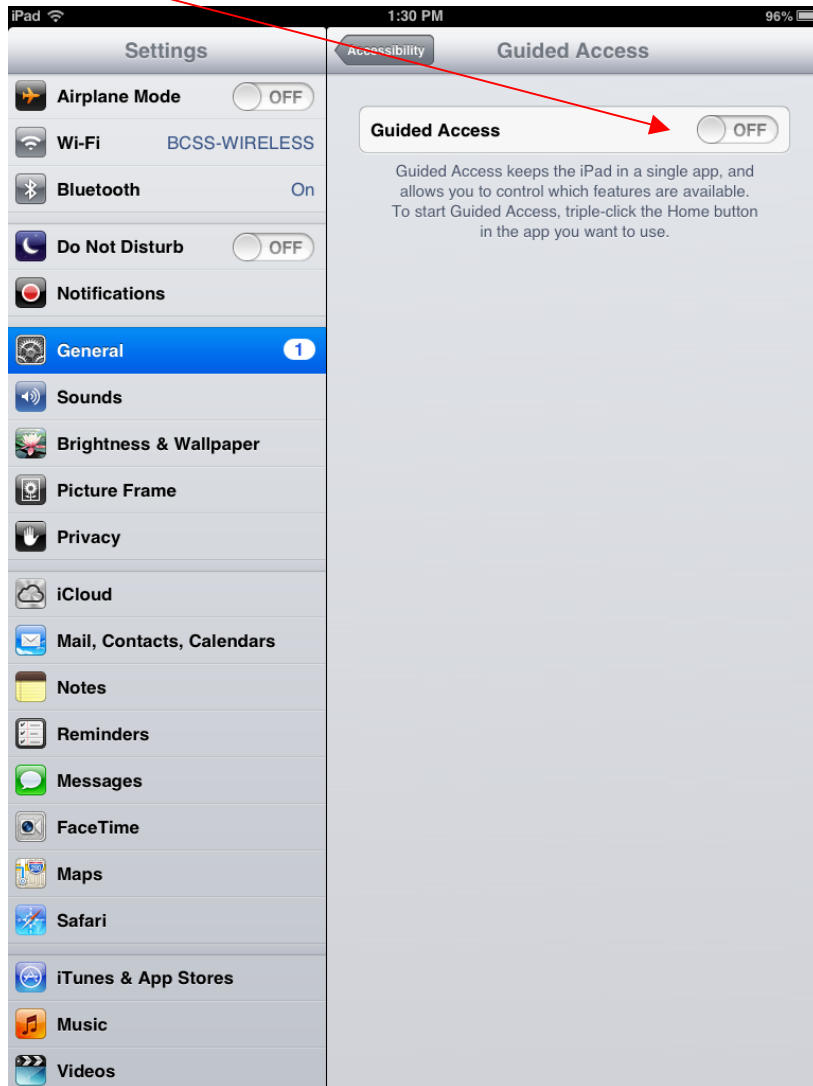 iPad 1:30 PM 96%
Settings
Accessibility Guided Access
Airplane Mode OFF
Wi-Fi BCSS-WIRELESS
Bluetooth On
Do Not Disturb OFF
Notifications
General 1
Sounds
Brightness & Wallpaper
Picture Frame
Privacy
iCloud
Mail, Contacts, Calendars
Notes
Reminders
Messages
FaceTime
Maps
Safari
iTunes & App Stores
Music
Videos
Guided Access OFF
Guided Access keeps the iPad in a single app, and
allows you to control which features are available.
To start Guided Access, triple-click the Home button
in the app you want to use.